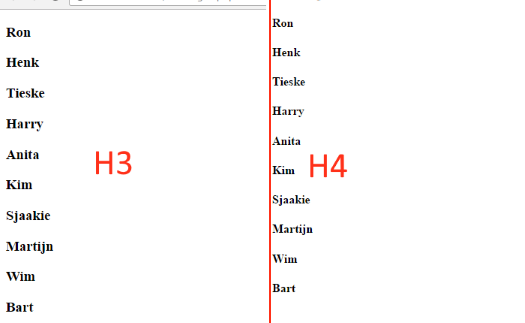 Ron
Henk
Tieske
Harry
Anita
Kim
Sjaakie
Martijn
Wim
Bart
H3
Ron
Henk
Tieske
Harry
Anita
Kim
Sjaakie
Martijn
Wim
Bart
H4